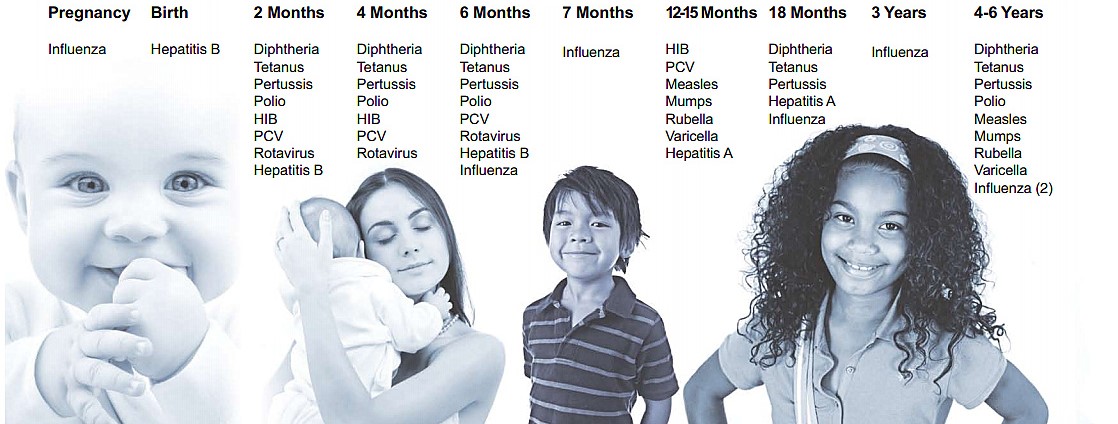 Pregnancy
Influenza
Birth
Hepatitis B
2 Months
Diphtheria
Tetanus
Pertussis
Polio
HIB
PCV
Rotavirus
Hepatitis B
4 Months
Diphtheria
Tetanus
Pertussis
Polio
HIB
PCV
Rotavirus
6 Months
Diphtheria
Tetanus
Pertussis
Polio
PCV
Rotavirus
Hepatitis B
Influenza
7 Months
Influenza
12-15 Months
HIB
PCV
Measles
Mumps
Rubella
Varicella
Hepatitis A
18 Months
Diphtheria
Tetanus
Pertussis
Hepatitis A
Influenza
3 Years
Influenza
4-6 Years
Diphtheria
Tetanus
Pertussis
Polio
Measles
Mumps
Rubella
Varicella
Influenza (2)